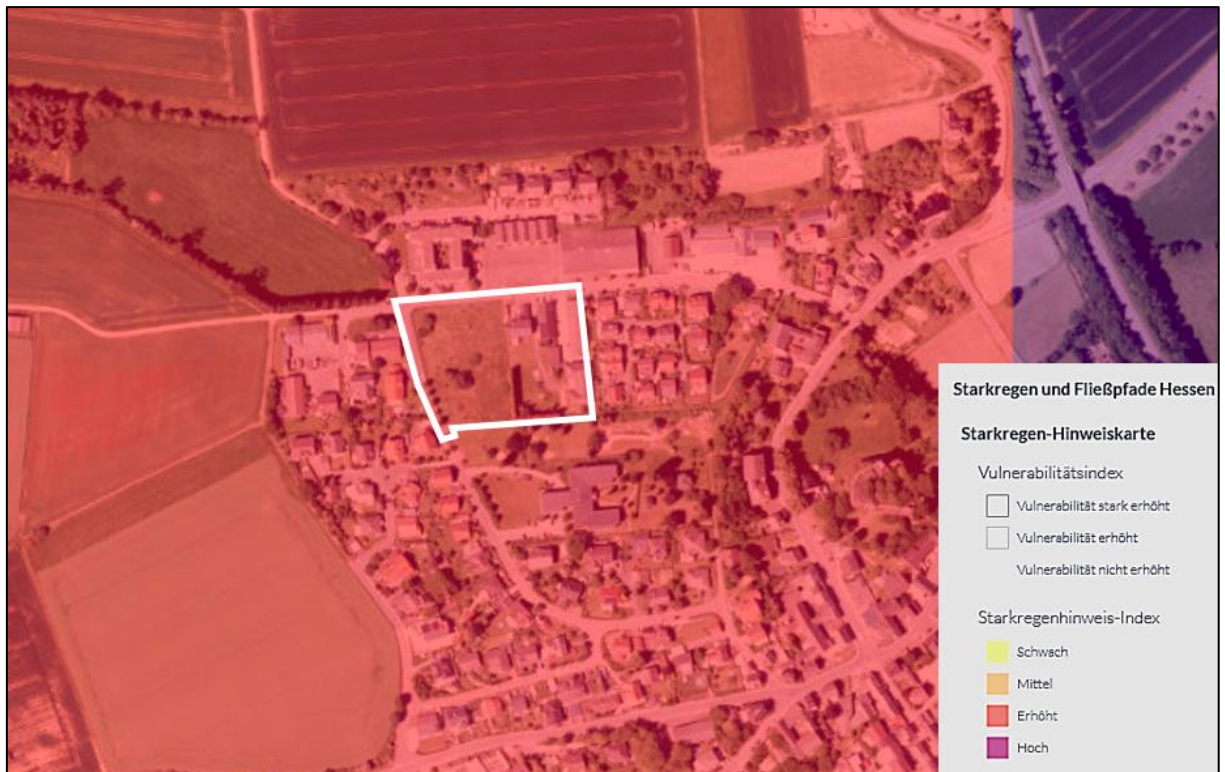 Starkregen und Fließpfade Hessen
Starkregen-Hinweiskarte
Vulnerabilitätsindex
Vulnerabilität stark erhöht
Vulnerabilität erhöht
Vulnerabilität nicht erhöht
Starkregenhinweis-Index
Schwach
Mittel
Erhöht
Hoch